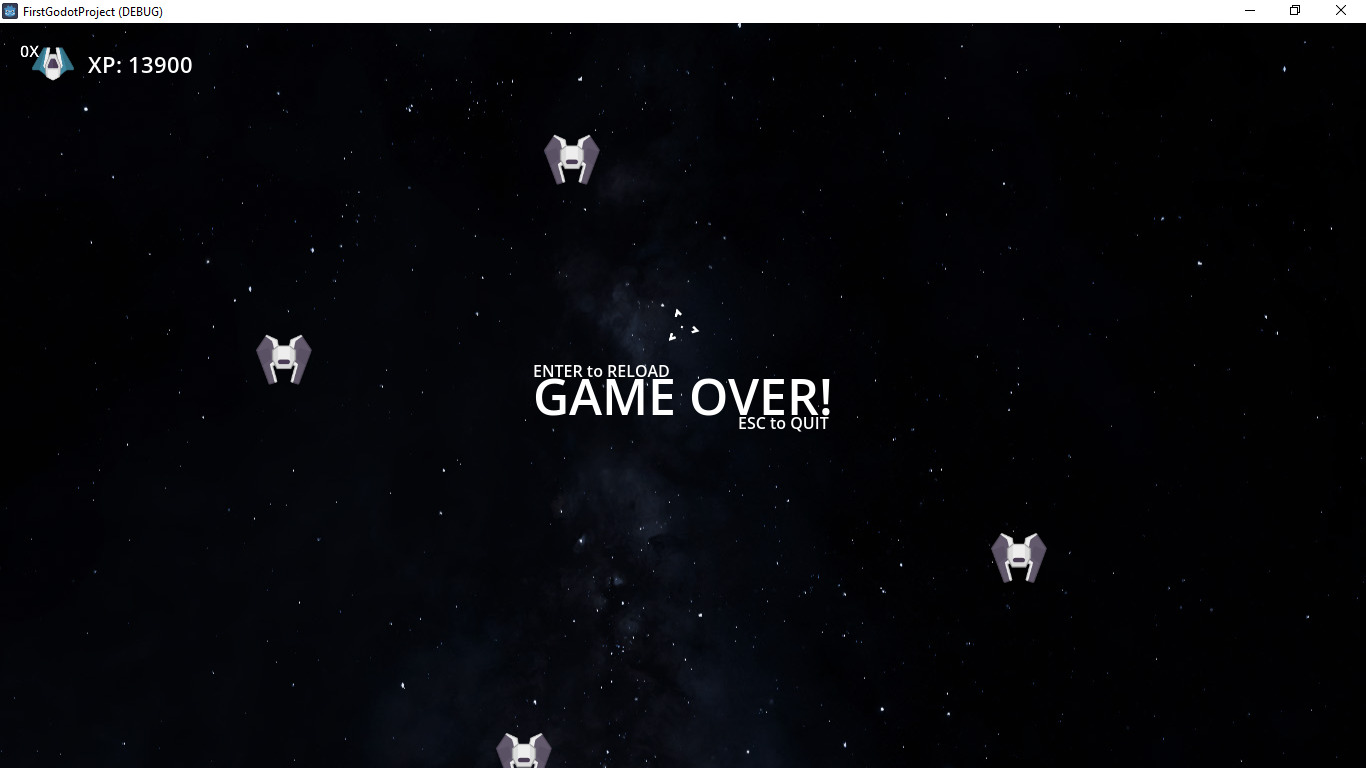 FirstGodotProject (DEBUG)
0X
XP: 13900
ENTER to RELOAD
GAME OVER!
ESC to QUIT